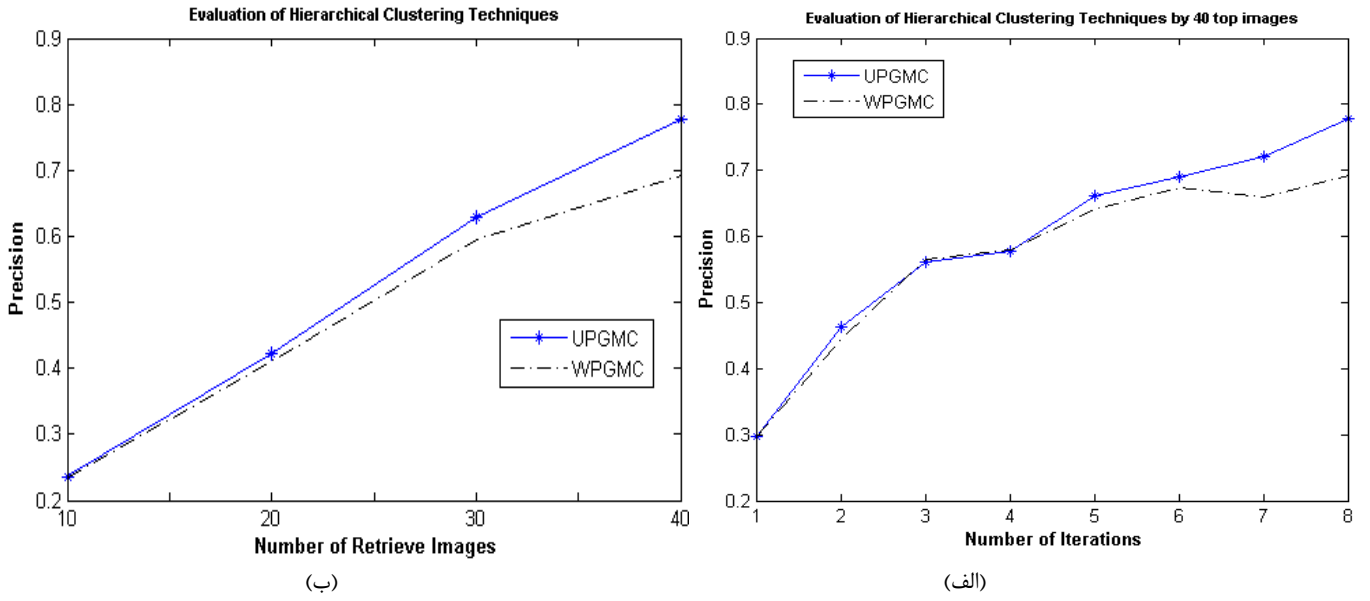 Evaluation of Hierarchical Clustering Techniques
0.9
0.8
0.7
0.6
0.5
0.4
0.3
0.2
Precision
UPGMC
WPGMC
10
20
30
40
Number of Retrieve Images
(ب)
Evaluation of Hierarchical Clustering Techniques by 40 top images
0.9
0.8
0.7
0.6
0.5
0.4
0.3
0.2
Precision
UPGMC
WPGMC
1
2
3
4
5
6
7
8
Number of Iterations
(الف)